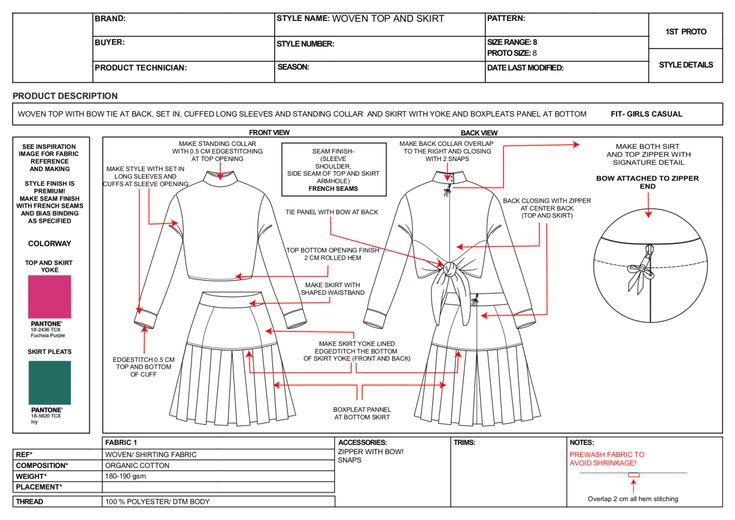 BRAND:
STYLE NAME: WOVEN TOP AND SKIRT
PATTERN:
1ST PROTO
BUYER:
STYLE NUMBER:
SIZE RANGE: 8
PROTO SIZE: 8
PRODUCT TECHNICIAN:
SEASON:
DATE LAST MODIFIED:
STYLE DETAILS
PRODUCT DESCRIPTION
WOVEN TOP WITH BOW TIE AT BACK, SET IN, CUFFED LONG SLEEVES AND STANDING COLLAR AND SKIRT WITH YOKE AND BOXPLEATS PANEL AT BOTTOM
FIT- GIRLS CASUAL
SEE INSPIRATION
IMAGE FOR FABRIC
REFERENCE
AND MAKING
STYLE FINISH IS
PREMIUM!
MAKE SEAM FINISH
WITH FRENCH SEAMS
AND BIAS BINDING
AS SPECIFIED
COLORWAY
TOP AND SKIRT
YOKE
PANTONE®
18-2436 TCX
Fuchsia Purple
SKIRT PLEATS
PANTONE®
18-5620 TCX
Ivy
FRONT VIEW
MAKE STANDING COLLAR
WITH 0.5 CM EDGESTITCHING
AT TOP OPENING
MAKE STYLE WITH SET IN
LONG SLEEVES AND
CUFFS AT SLEEVE OPENING
SEAM FINISH-
(SLEEVE
SHOULDER,
SIDE SEAM OF TOP AND SKIRT
ARMHOLE)
FRENCH SEAMS
TIE PANEL WITH BOW AT BACK
TOP BOTTOM OPENING FINISH
2 CM ROLLED HEM
MAKE SKIRT WITH
SHAPED WAISTBAND
MAKE SKIRT YOKE LINED
EDGEDTITCH THE BOTTOM
OF SKIRT YOKE (FRONT AND BACK)
EDGESTITCH 0.5 CM
TOP AND BOTTOM
OF CUFF
BOXPLEAT PANNEL
AT BOTTOM SKIRT
BACK VIEW
MAKE BACK COLLAR OVERLAP
TO THE RIGHT AND CLOSING
WITH 2 SNAPS
BACK CLOSING WITH ZIPPER
AT CENTER BACK
(TOP AND SKIRT)
MAKE BOTH SIRT
AND TOP ZIPPER WITH
SIGNATURE DETAIL
BOW ATTACHED TO ZIPPER
END
FABRIC 1
REF*
WOVEN/ SHIRTING FABRIC
COMPOSITION*
ORGANIC COTTON
WEIGHT*
180-190 gsm
PLACEMENT*
THREAD
100 % POLYESTER/ DTM BODY
ACCESSORIES:
ZIPPER WITH BOW!
SNAPS
TRIMS:
NOTES:
PREWASH FABRIC TO
AVOID SHRINKAGE!
Overlap 2 cm all hem stitching